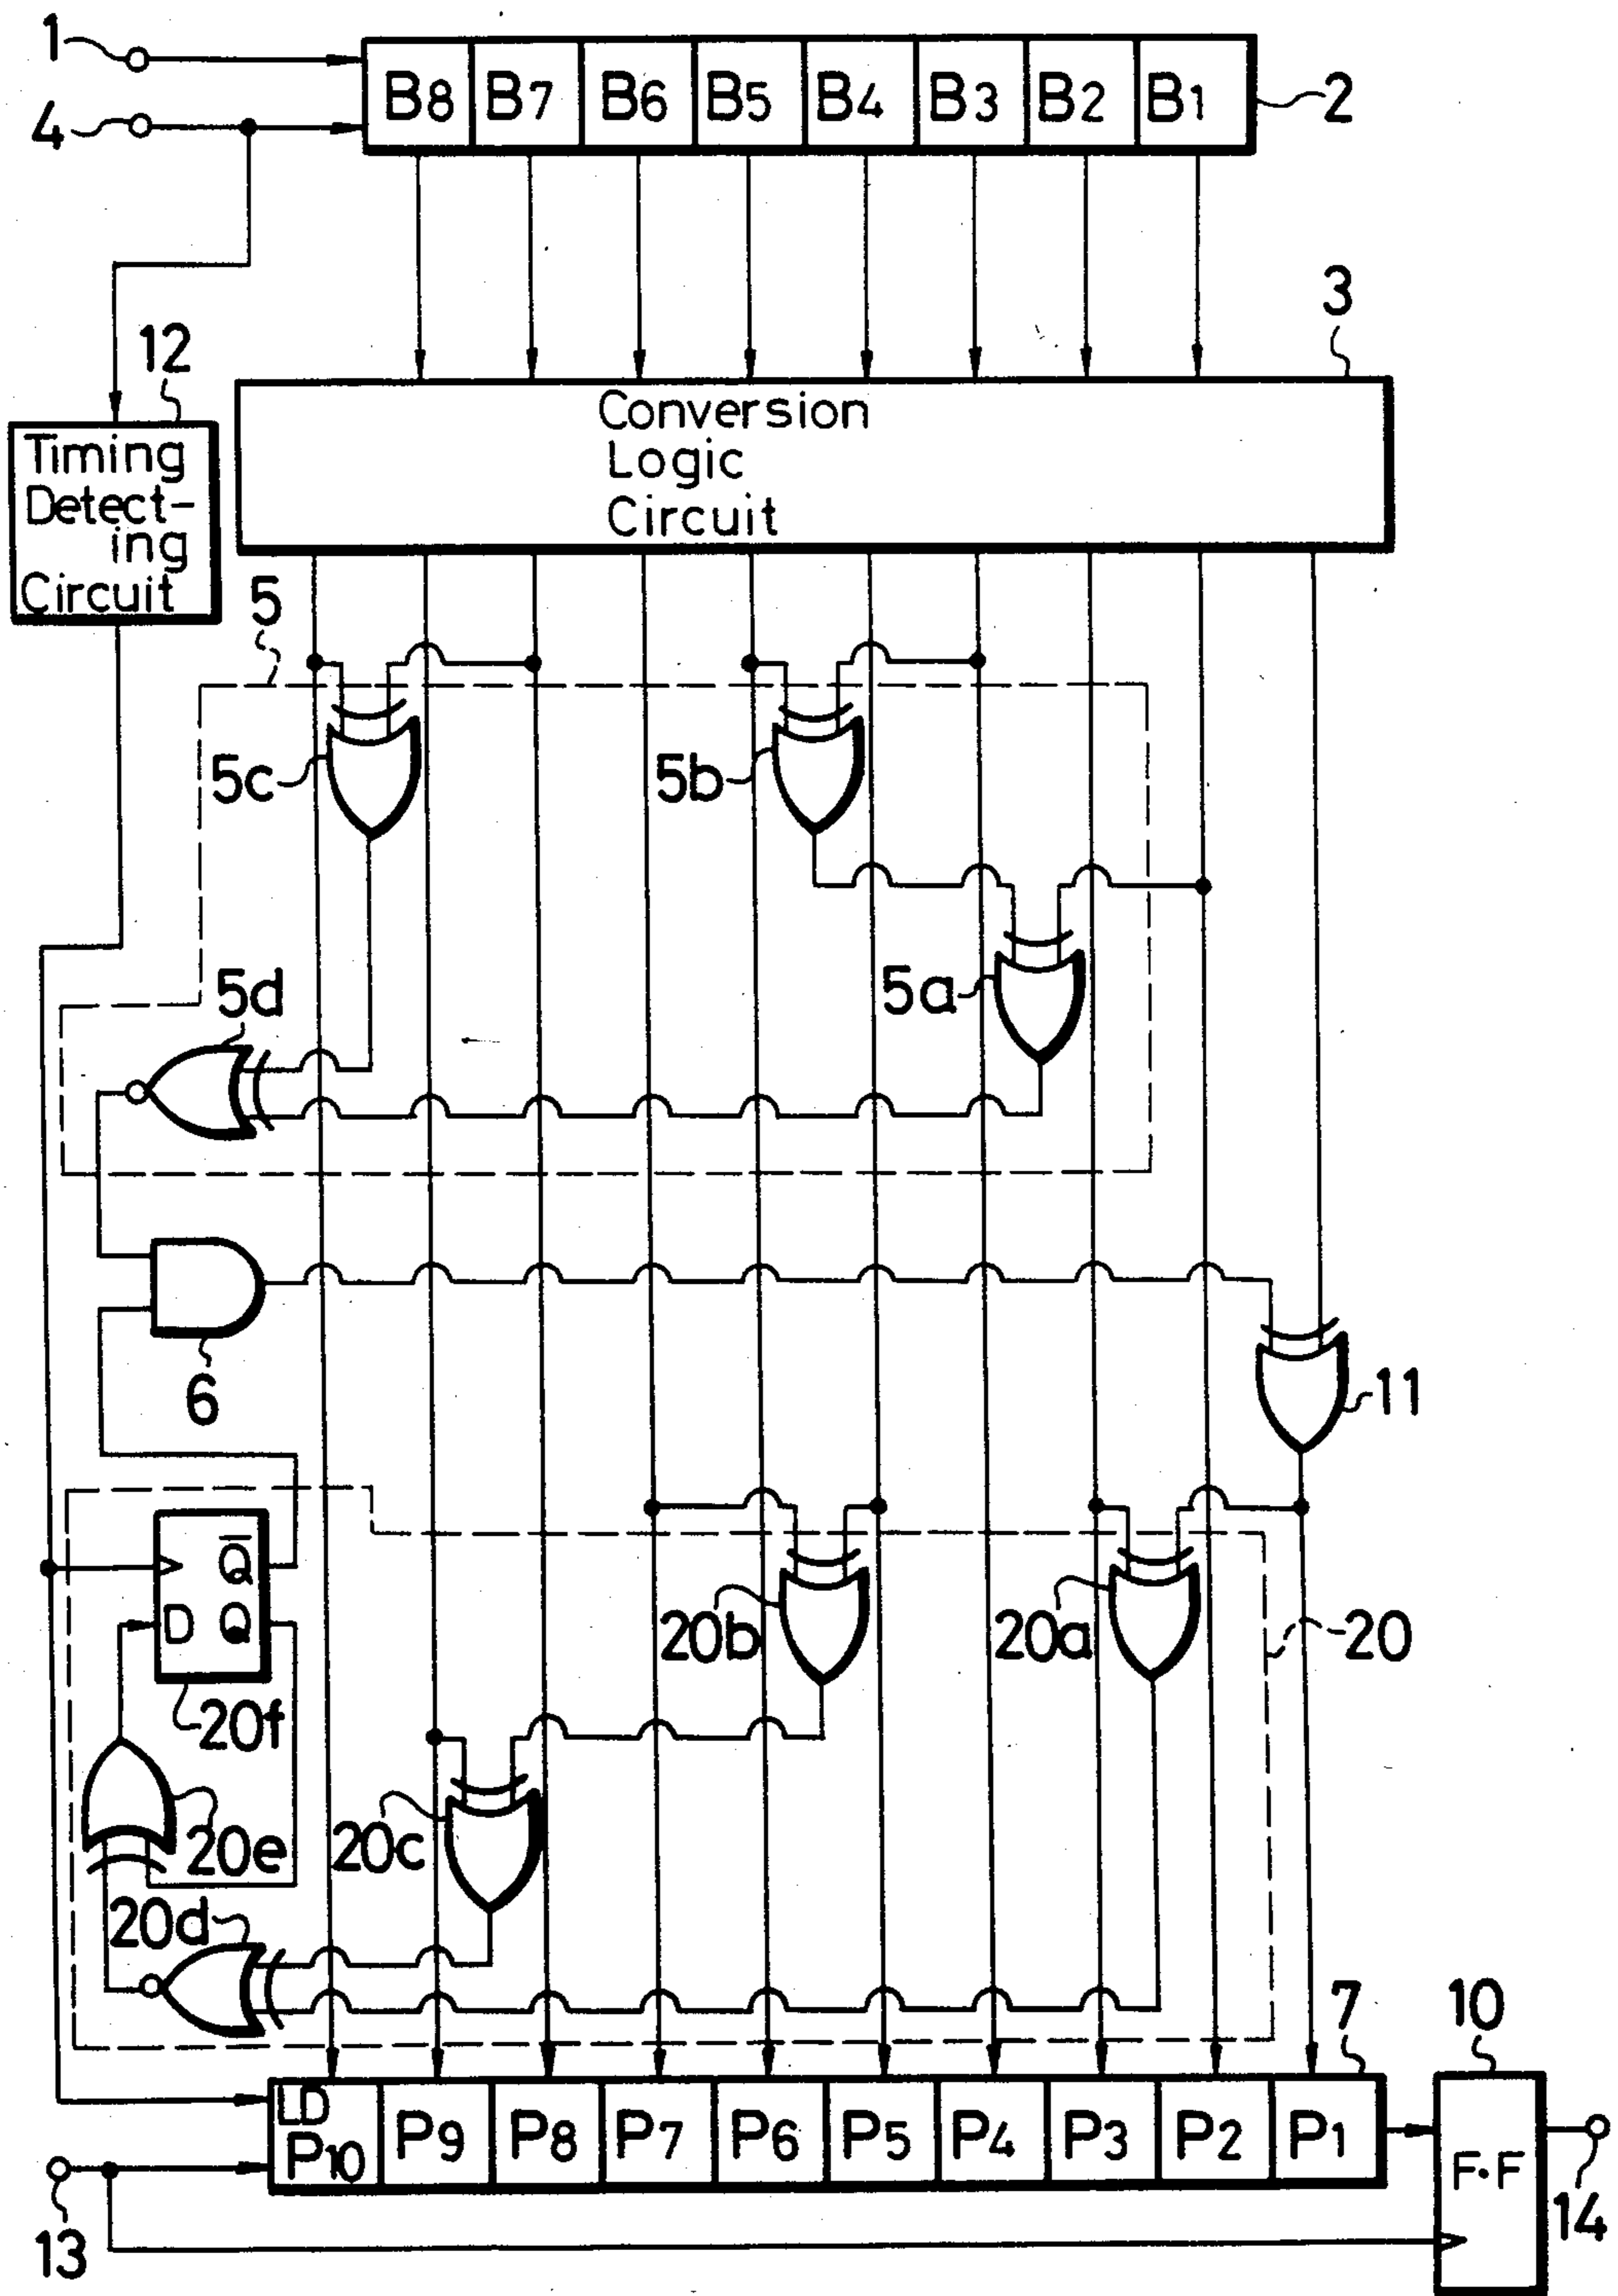 1
4
B8 B7 B6 B5 B4 B3 B2 B1
2
3
12
Conversion
Logic
Circuit
Timing
Detect-
ing
Circuit
5
5c
5b
5a
5d
6
11
Q̅
D Q
20f
20b
20a
20
20e
20c
20d
7
10
LD
P10 P9 P8 P7 P6 P5 P4 P3 P2 P1
F.F
13
14